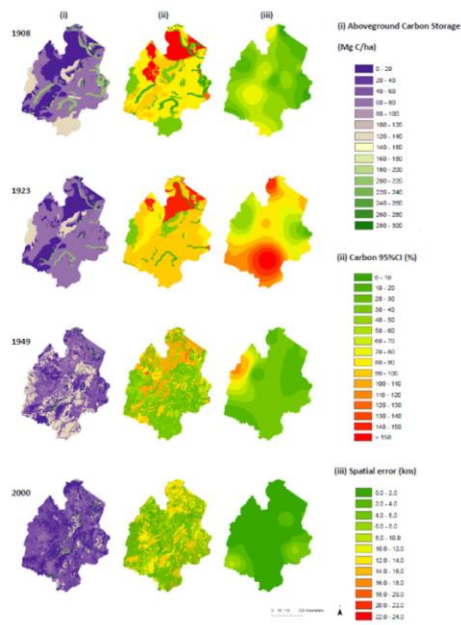 (i) (ii) (iii)
1908
1923
1949
2000
(i) Aboveground Carbon Storage
(Mg C/ha)
0 - 20
20 - 40
40 - 60
60 - 80
80 - 100
100 - 120
120 - 140
140 - 160
160 - 180
180 - 200
200 - 220
220 - 240
240 - 260
260 - 280
280 - 300
(ii) Carbon 95%CI (%)
0 - 10
10 - 20
20 - 30
30 - 40
40 - 50
50 - 60
60 - 70
70 - 80
80 - 90
90 - 100
100 - 110
110 - 120
120 - 130
130 - 140
140 - 150
> 150
(iii) Spatial error (km)
0.0 - 2.0
2.0 - 4.0
4.0 - 6.0
6.0 - 8.0
8.0 - 10.0
10.0 - 12.0
12.0 - 14.0
14.0 - 16.0
16.0 - 18.0
18.0 - 20.0
20.0 - 22.0
22.0 - 24.0